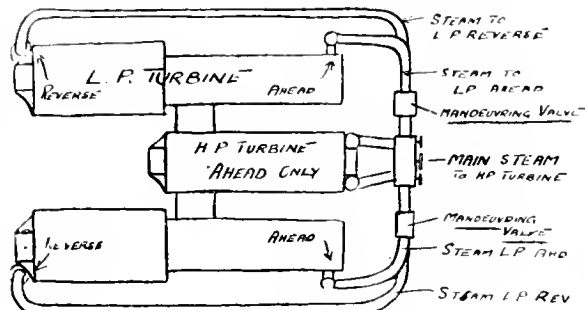 STEAM TO
LP REVERSE
L.P. TURBINE
REVERSE
AHEAD
STEAM TO
LP AHEAD
MANOEUVRING VALVE
H P TURBINE
AHEAD ONLY
MAIN STEAM
TO HP TURBINE
REVERSE
AHEAD
MANOEUVRING
VALVE
STEAM LP AHD
STEAM LP REV